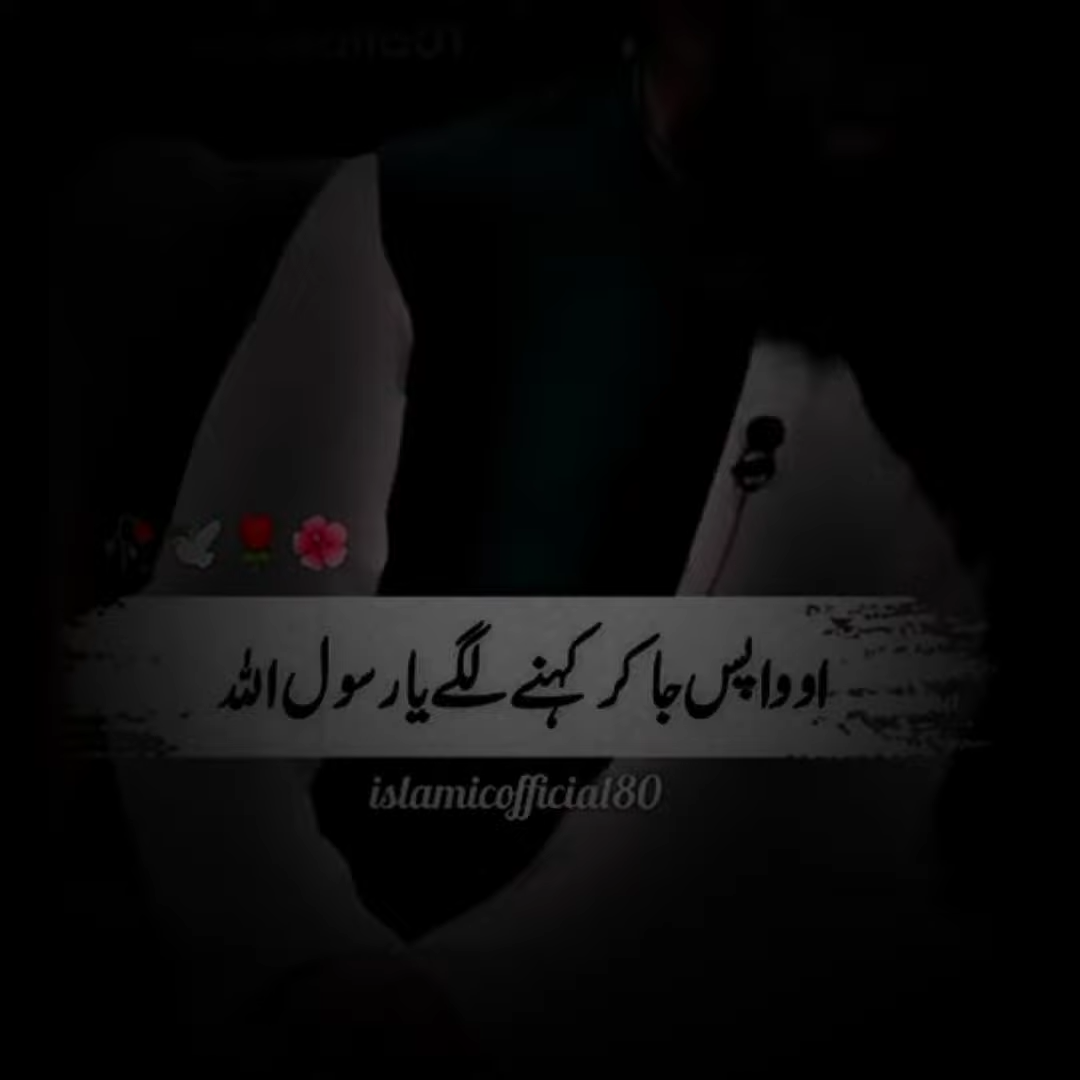 او واپس جا کر کہنے لگے یا رسول اللہ
islamicofficial80